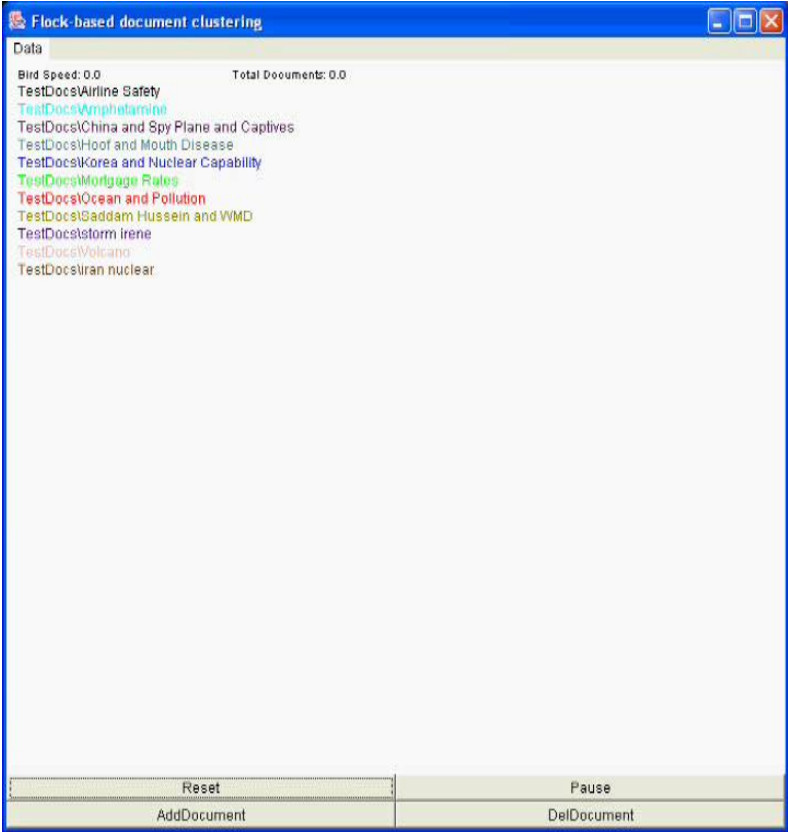 Flock-based document clustering
Data
Bird Speed: 0.0 Total Documents: 0.0
TestDocs\Airline Safety
TestDocs\Amphetamine
TestDocs\China and Spy Plane and Captives
TestDocs\Hoof and Mouth Disease
TestDocs\Korea and Nuclear Capability
TestDocs\Mortgage Rates
TestDocs\Ocean and Pollution
TestDocs\Saddam Hussein and WMD
TestDocs\storm irene
TestDocs\Volcano
TestDocs\iran nuclear
Reset Pause
AddDocument DelDocument